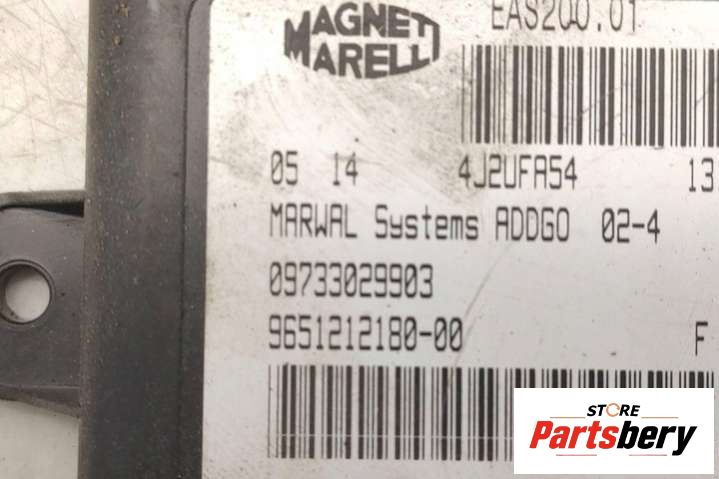 MAGNETI
MARELLI
EAS200.01
05 14 4J2UFA54 13
MARWAL Systems ADDGO 02-4
09733029903
9651212180-00 F
STORE
Partsbery